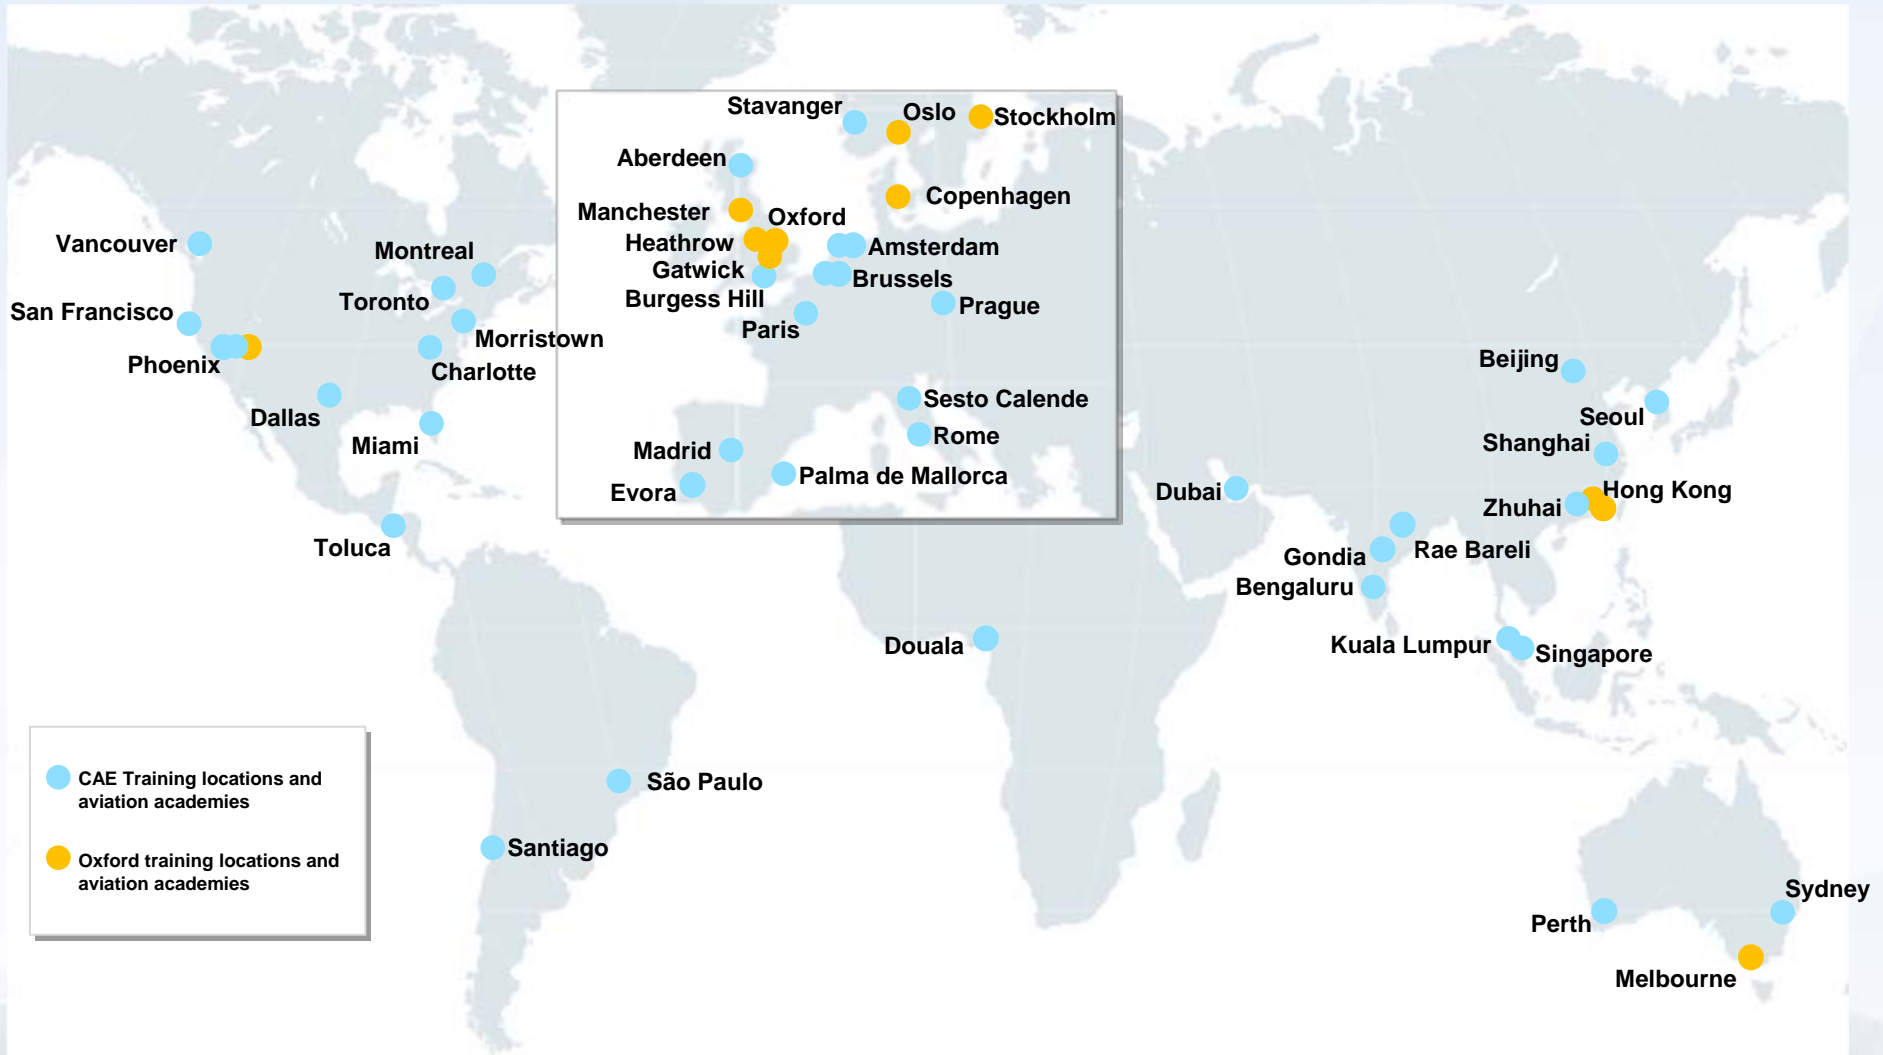 Stavanger
Oslo
Stockholm
Aberdeen
Copenhagen
Manchester
Oxford
Heathrow
Amsterdam
Gatwick
Brussels
Burgess Hill
Prague
Paris
Sesto Calende
Rome
Madrid
Palma de Mallorca
Evora
Vancouver
Montreal
San Francisco
Toronto
Morristown
Phoenix
Charlotte
Dallas
Miami
Toluca
Beijing
Seoul
Shanghai
Dubai
Hong Kong
Zhuhai
Rae Bareli
Gondia
Bengaluru
Douala
Kuala Lumpur
Singapore
São Paulo
Santiago
Sydney
Perth
Melbourne
CAE Training locations and
aviation academies
Oxford training locations and
aviation academies